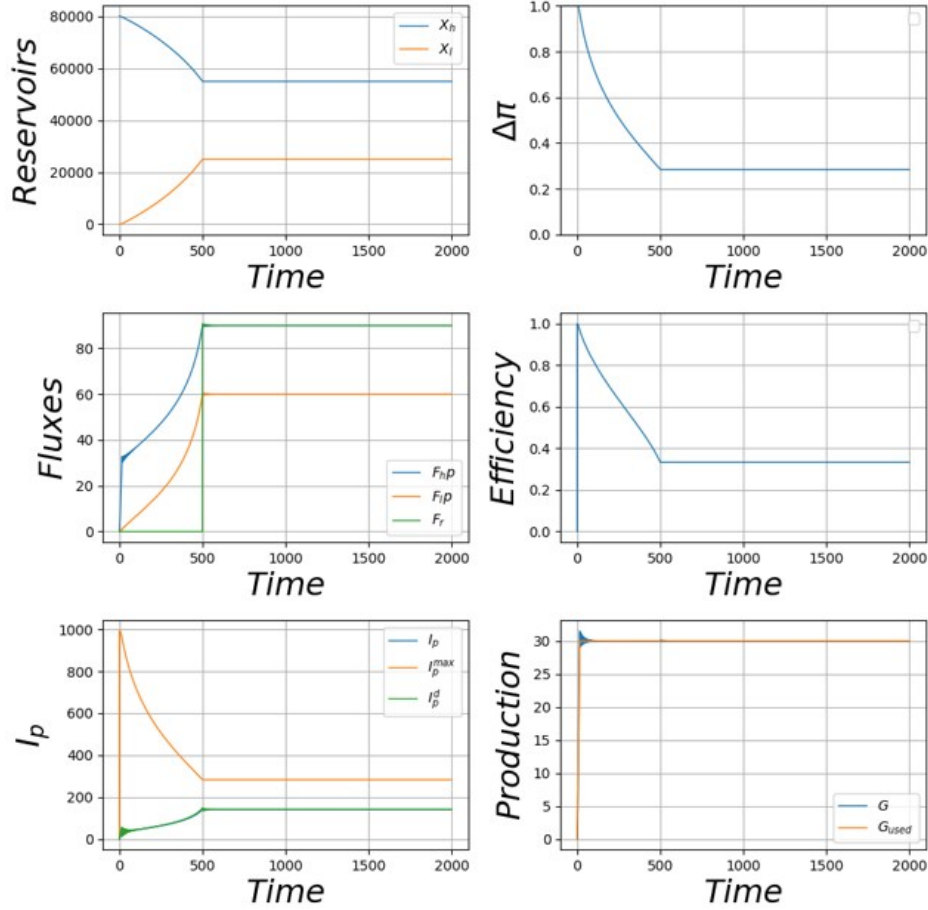 Reservoirs
80000
60000
40000
20000
0
X_h
X_l
0 500 1000 1500 2000
Time
Δπ
1.0
0.8
0.6
0.4
0.2
0.0
0 500 1000 1500 2000
Time
Fluxes
80
60
40
20
0
F_hp
F_lp
F_r
0 500 1000 1500 2000
Time
Efficiency
1.0
0.8
0.6
0.4
0.2
0.0
0 500 1000 1500 2000
Time
I_p
1000
800
600
400
200
0
I_p
I_p^max
I_p^d
0 500 1000 1500 2000
Time
Production
30
25
20
15
10
5
0
G
G_used
0 500 1000 1500 2000
Time